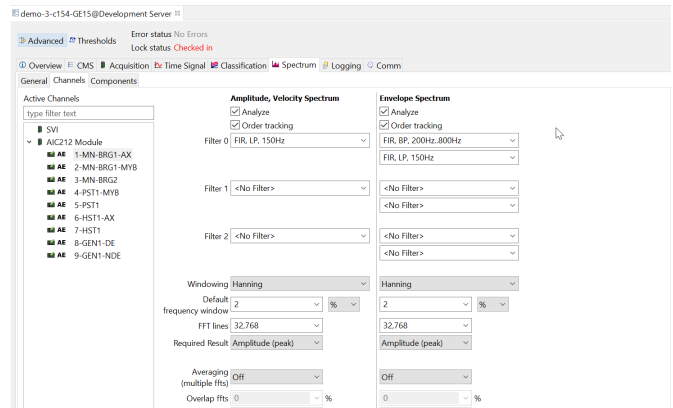 demo-3-c154-GE15@Development Server
Advanced Thresholds
Error status No Errors
Lock status Checked in
Overview CMS Acquisition Time Signal Classification Spectrum Logging Comm
General Channels Components
Active Channels
type filter text
SVI
AIC212 Module
AE 1-MN-BRG1-AX
AE 2-MN-BRG1-MYB
AE 3-MN-BRG2
AE 4-PST1-MYB
AE 5-PST1
AE 6-HST1-AX
AE 7-HST1
AE 8-GEN1-DE
AE 9-GEN1-NDE
Amplitude, Velocity Spectrum Envelope Spectrum
Analyze Analyze
Order tracking Order tracking
Filter 0 FIR, LP, 150Hz FIR, BP, 200Hz..800Hz
FIR, LP, 150Hz
Filter 1 <No Filter> <No Filter>
<No Filter>
Filter 2 <No Filter> <No Filter>
<No Filter>
Windowing Hanning Hanning
Default
frequency window 2 % 2 %
FFT lines 32,768 32,768
Required Result Amplitude (peak) Amplitude (peak)
Averaging
(multiple ffts) Off Off
Overlap ffts 0 % 0 %